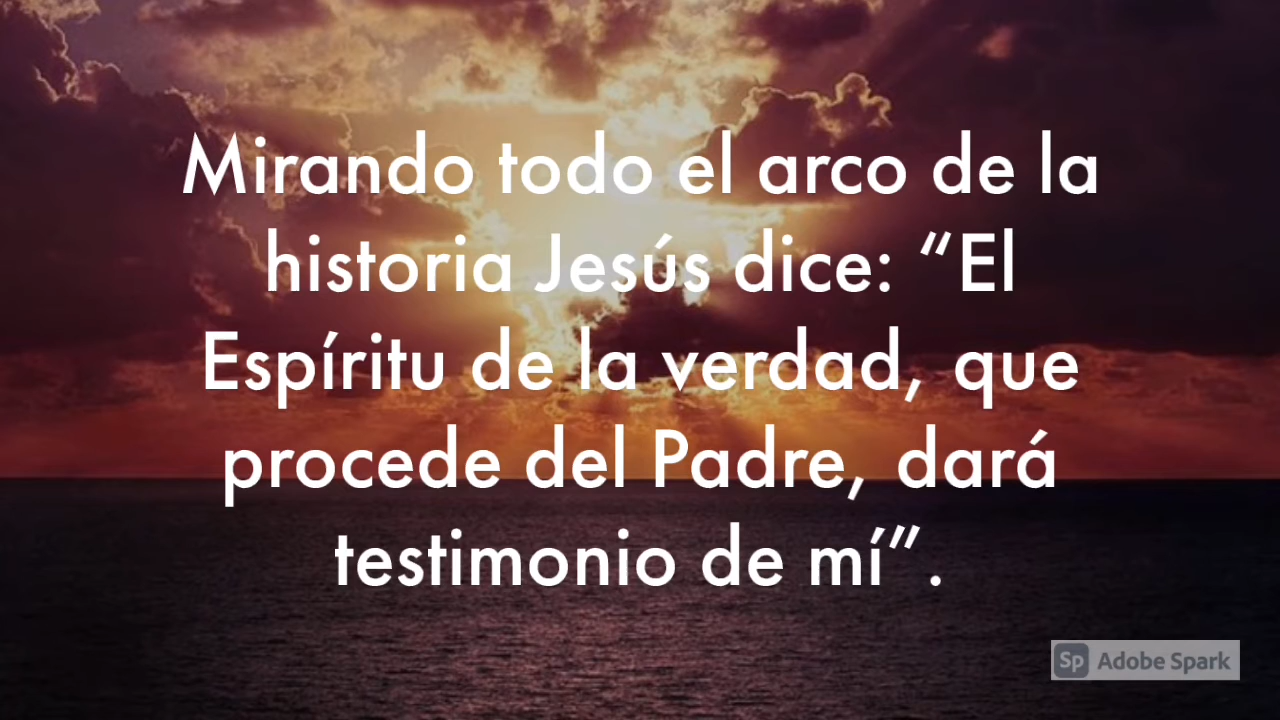 Mirando todo el arco de la
historia Jesús dice: “El
Espíritu de la verdad, que
procede del Padre, dará
testimonio de mí”.
Sp Adobe Spark